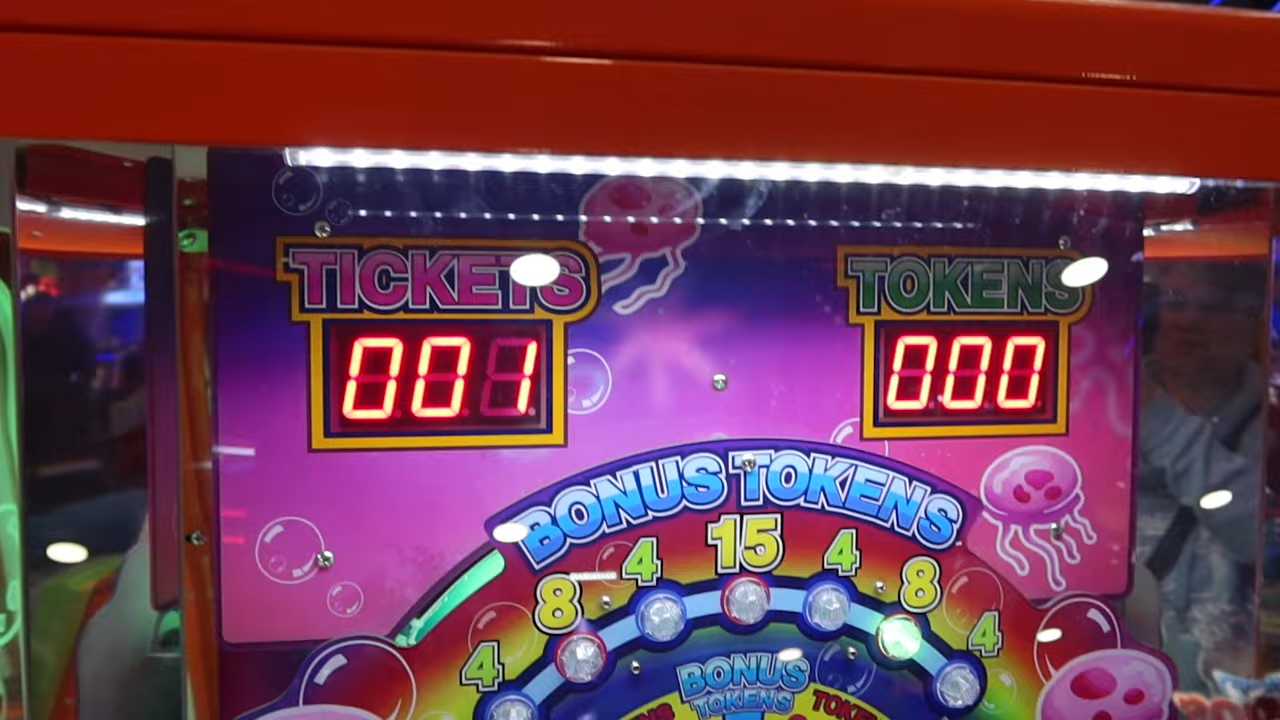 TICKETS
TOKENS
001
000
BONUS TOKENS
4 8 4 15 4 8 4
BONUS
TOKENS